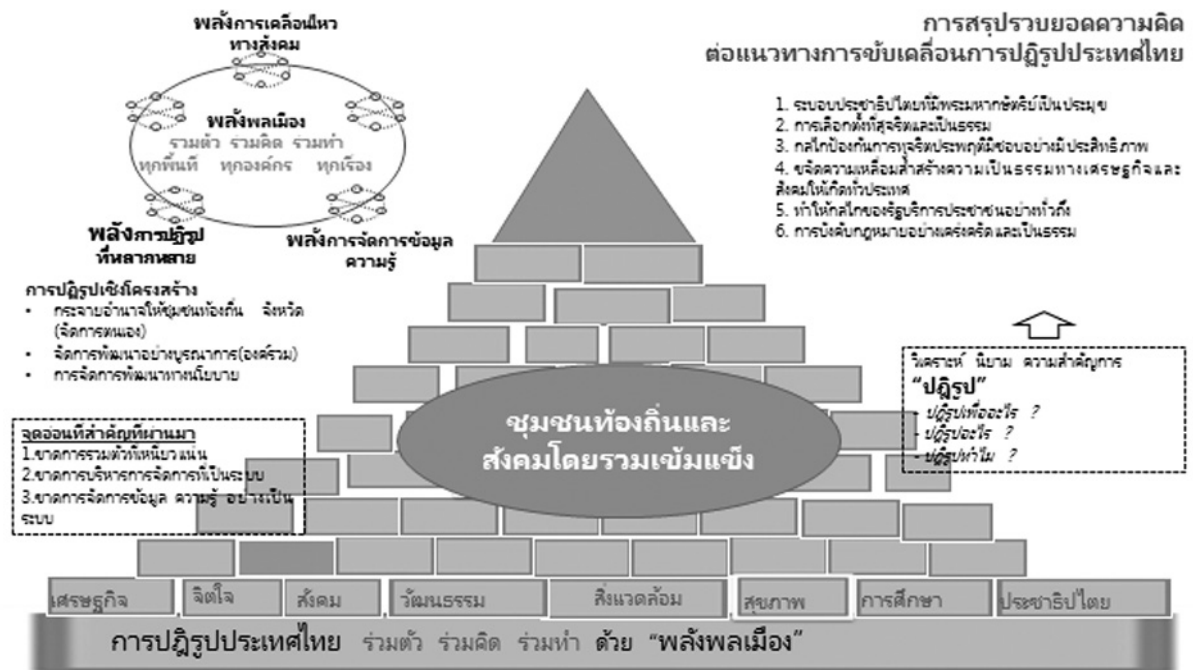 การสรุปรวบยอดความคิด
ต่อแนวทางการขับเคลื่อนการปฏิรูปประเทศไทย
พลังการเคลื่อนไหว
ทางสังคม
พลังพลเมือง
รวมตัว ร่วมคิด ร่วมทำ
ทุกพื้นที่ ทุกองค์กร ทุกเรื่อง
พลังการปฏิรูป
ที่หลากหลาย
พลังการจัดการข้อมูล
ความรู้
1. ระบอบประชาธิปไตยที่มีพระมหากษัตริย์เป็นประมุข
2. การเลือกตั้งที่สุจริตและเป็นธรรม
3. กลไกป้องกันการทุจริตประพฤติมิชอบอย่างมีประสิทธิภาพ
4. ขจัดความเหลื่อมล้ำสร้างความเป็นธรรมทางเศรษฐกิจและ
สังคมให้เกิดทั่วประเทศ
5. ทำให้กลไกของรัฐบริการประชาชนอย่างทั่วถึง
6. การบังคับกฎหมายอย่างเคร่งครัดและเป็นธรรม
การปฏิรูปเชิงโครงสร้าง
• กระจายอำนาจให้ชุมชนท้องถิ่น จังหวัด
(จัดการตนเอง)
• จัดการพัฒนาอย่างบูรณาการ(องค์รวม)
• การจัดการพัฒนาทางนโยบาย
วิเคราะห์ นิยาม ความสำคัญการ
“ปฏิรูป”
- ปฏิรูปเพื่ออะไร ?
- ปฏิรูปอะไร ?
- ปฏิรูปทำไม ?
จุดอ่อนที่สำคัญที่ผ่านมา
1.ขาดการรวมตัวที่เหนียวแน่น
2.ขาดการบริหารการจัดการที่เป็นระบบ
3.ขาดการจัดการข้อมูล ความรู้ อย่างเป็น
ระบบ
ชุมชนท้องถิ่นและ
สังคมโดยรวมเข้มแข็ง
เศรษฐกิจ จิตใจ สังคม วัฒนธรรม สิ่งแวดล้อม สุขภาพ การศึกษา ประชาธิปไตย
การปฎิรูปประเทศไทย ร่วมตัว ร่วมคิด ร่วมทำ ด้วย “พลังพลเมือง”